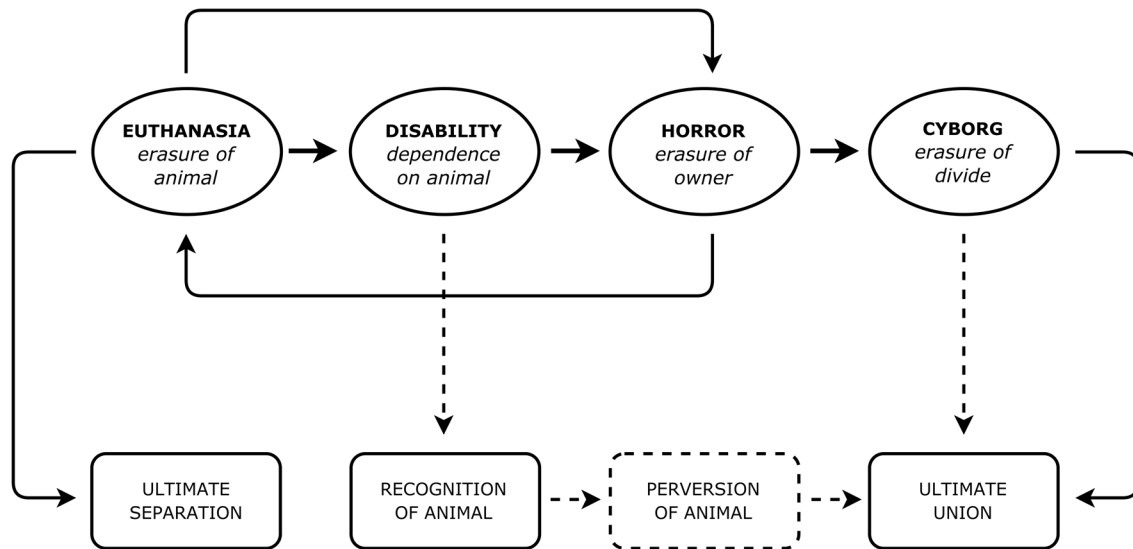 EUTHANASIA
erasure of
animal
DISABILITY
dependence
on animal
HORROR
erasure of
owner
CYBORG
erasure of
divide
ULTIMATE
SEPARATION
RECOGNITION
OF ANIMAL
PERVERSION
OF ANIMAL
ULTIMATE
UNION